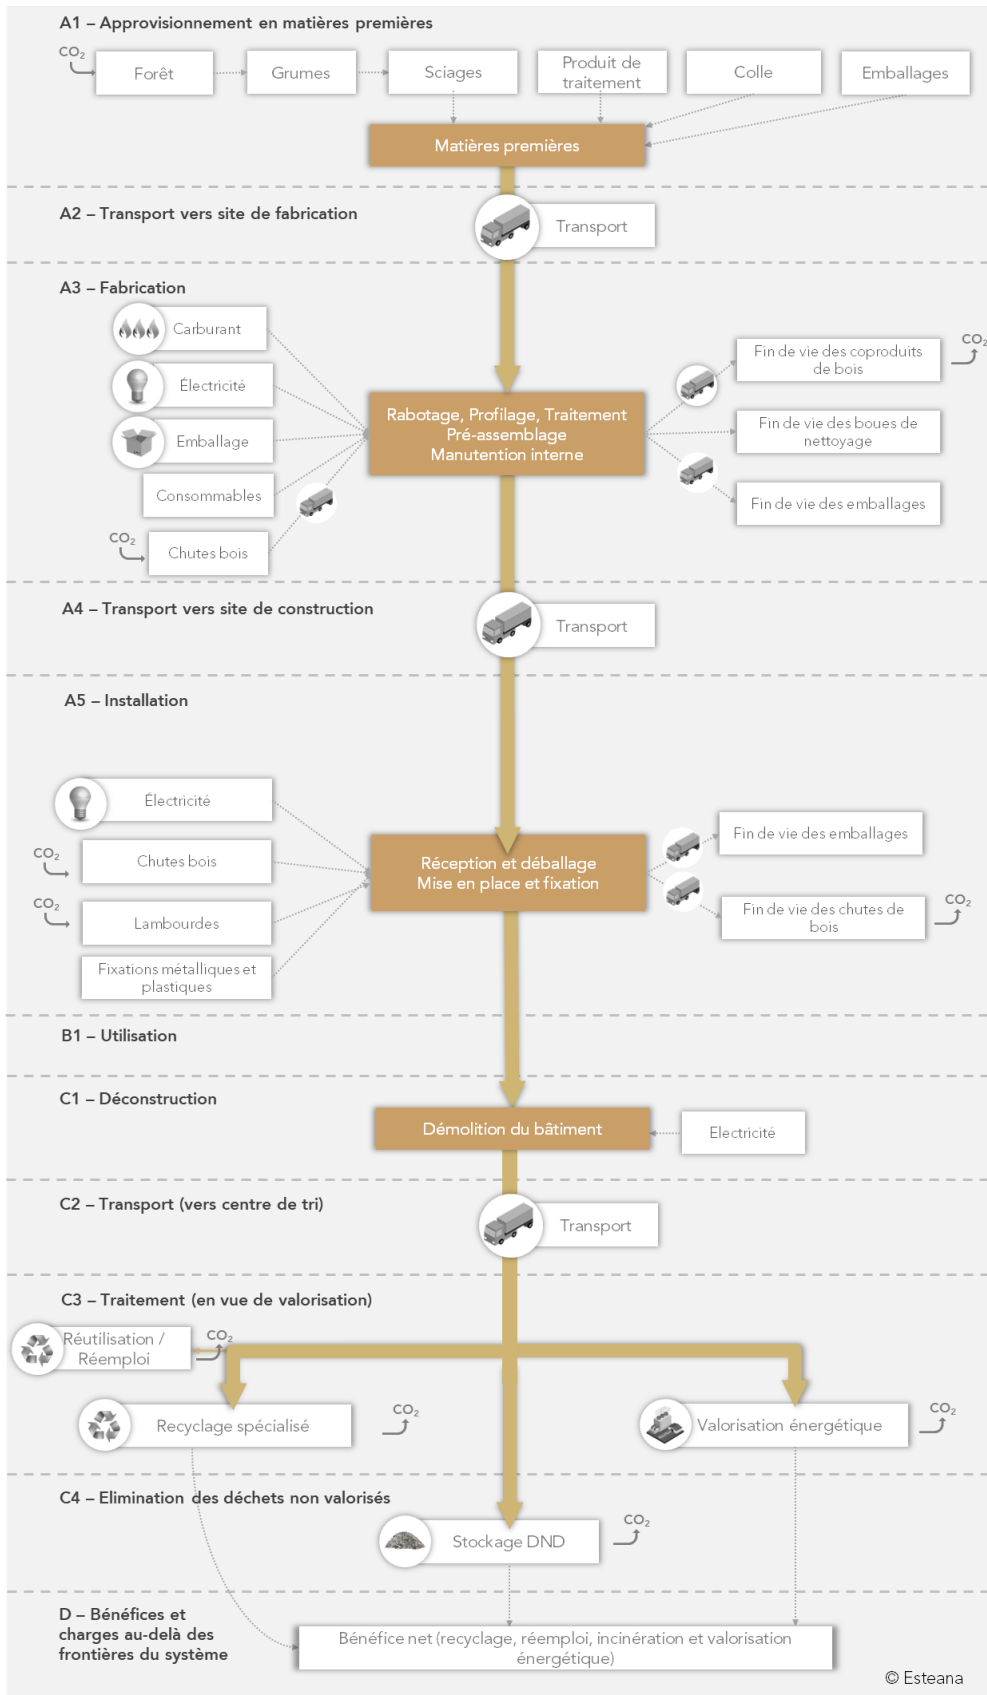 A1 – Approvisionnement en matières premières
CO2
Forêt
Grumes
Sciages
Produit de
traitement
Colle
Emballages
Matières premières
A2 – Transport vers site de fabrication
Transport
A3 – Fabrication
Carburant
Électricité
Emballage
Consommables
CO2
Chutes bois
Rabotage, Profilage, Traitement
Pré-assemblage
Manutention interne
Fin de vie des coproduits
de bois
CO2
Fin de vie des boues de
nettoyage
Fin de vie des emballages
A4 – Transport vers site de construction
Transport
A5 – Installation
Électricité
CO2
Chutes bois
CO2
Lambourdes
Fixations métalliques et
plastiques
Réception et déballage
Mise en place et fixation
Fin de vie des emballages
Fin de vie des chutes de
bois
CO2
B1 – Utilisation
C1 – Déconstruction
Démolition du bâtiment
Electricité
C2 – Transport (vers centre de tri)
Transport
C3 – Traitement (en vue de valorisation)
Réutilisation /
Réemploi
CO2
Recyclage spécialisé
CO2
Valorisation énergétique
CO2
C4 – Elimination des déchets non valorisés
Stockage DND
CO2
D – Bénéfices et
charges au-delà des
frontières du système
Bénéfice net (recyclage, réemploi, incinération et valorisation
énergétique)
© Esteana